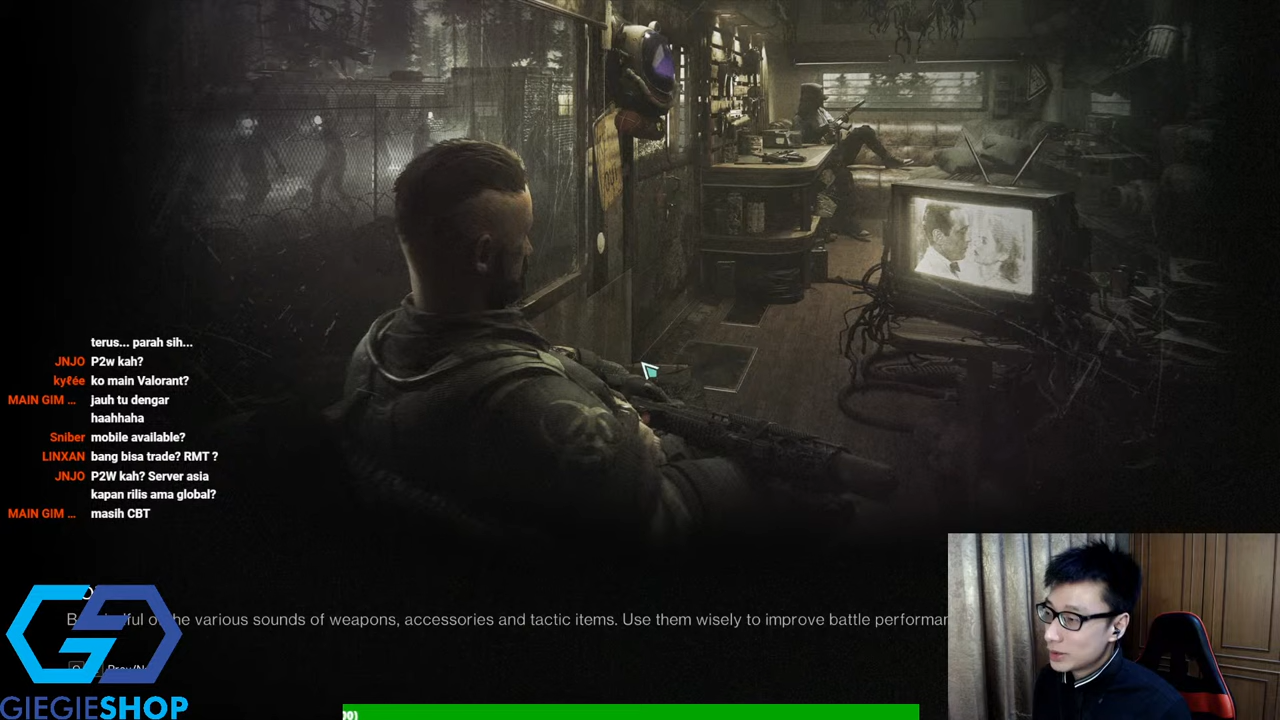 terus... parah sih...
JNJO P2w kah?
kyfée ko main Valorant?
MAIN GIM ... jauh tu dengar
haahhaha
Sniber mobile available?
LINXAN bang bisa trade? RMT ?
JNJO P2W kah? Server asia
kapan rilis ama global?
MAIN GIM ... masih CBT
the various sounds of weapons, accessories and tactic items. Use them wisely to improve battle
GIEGIESHOP
00)